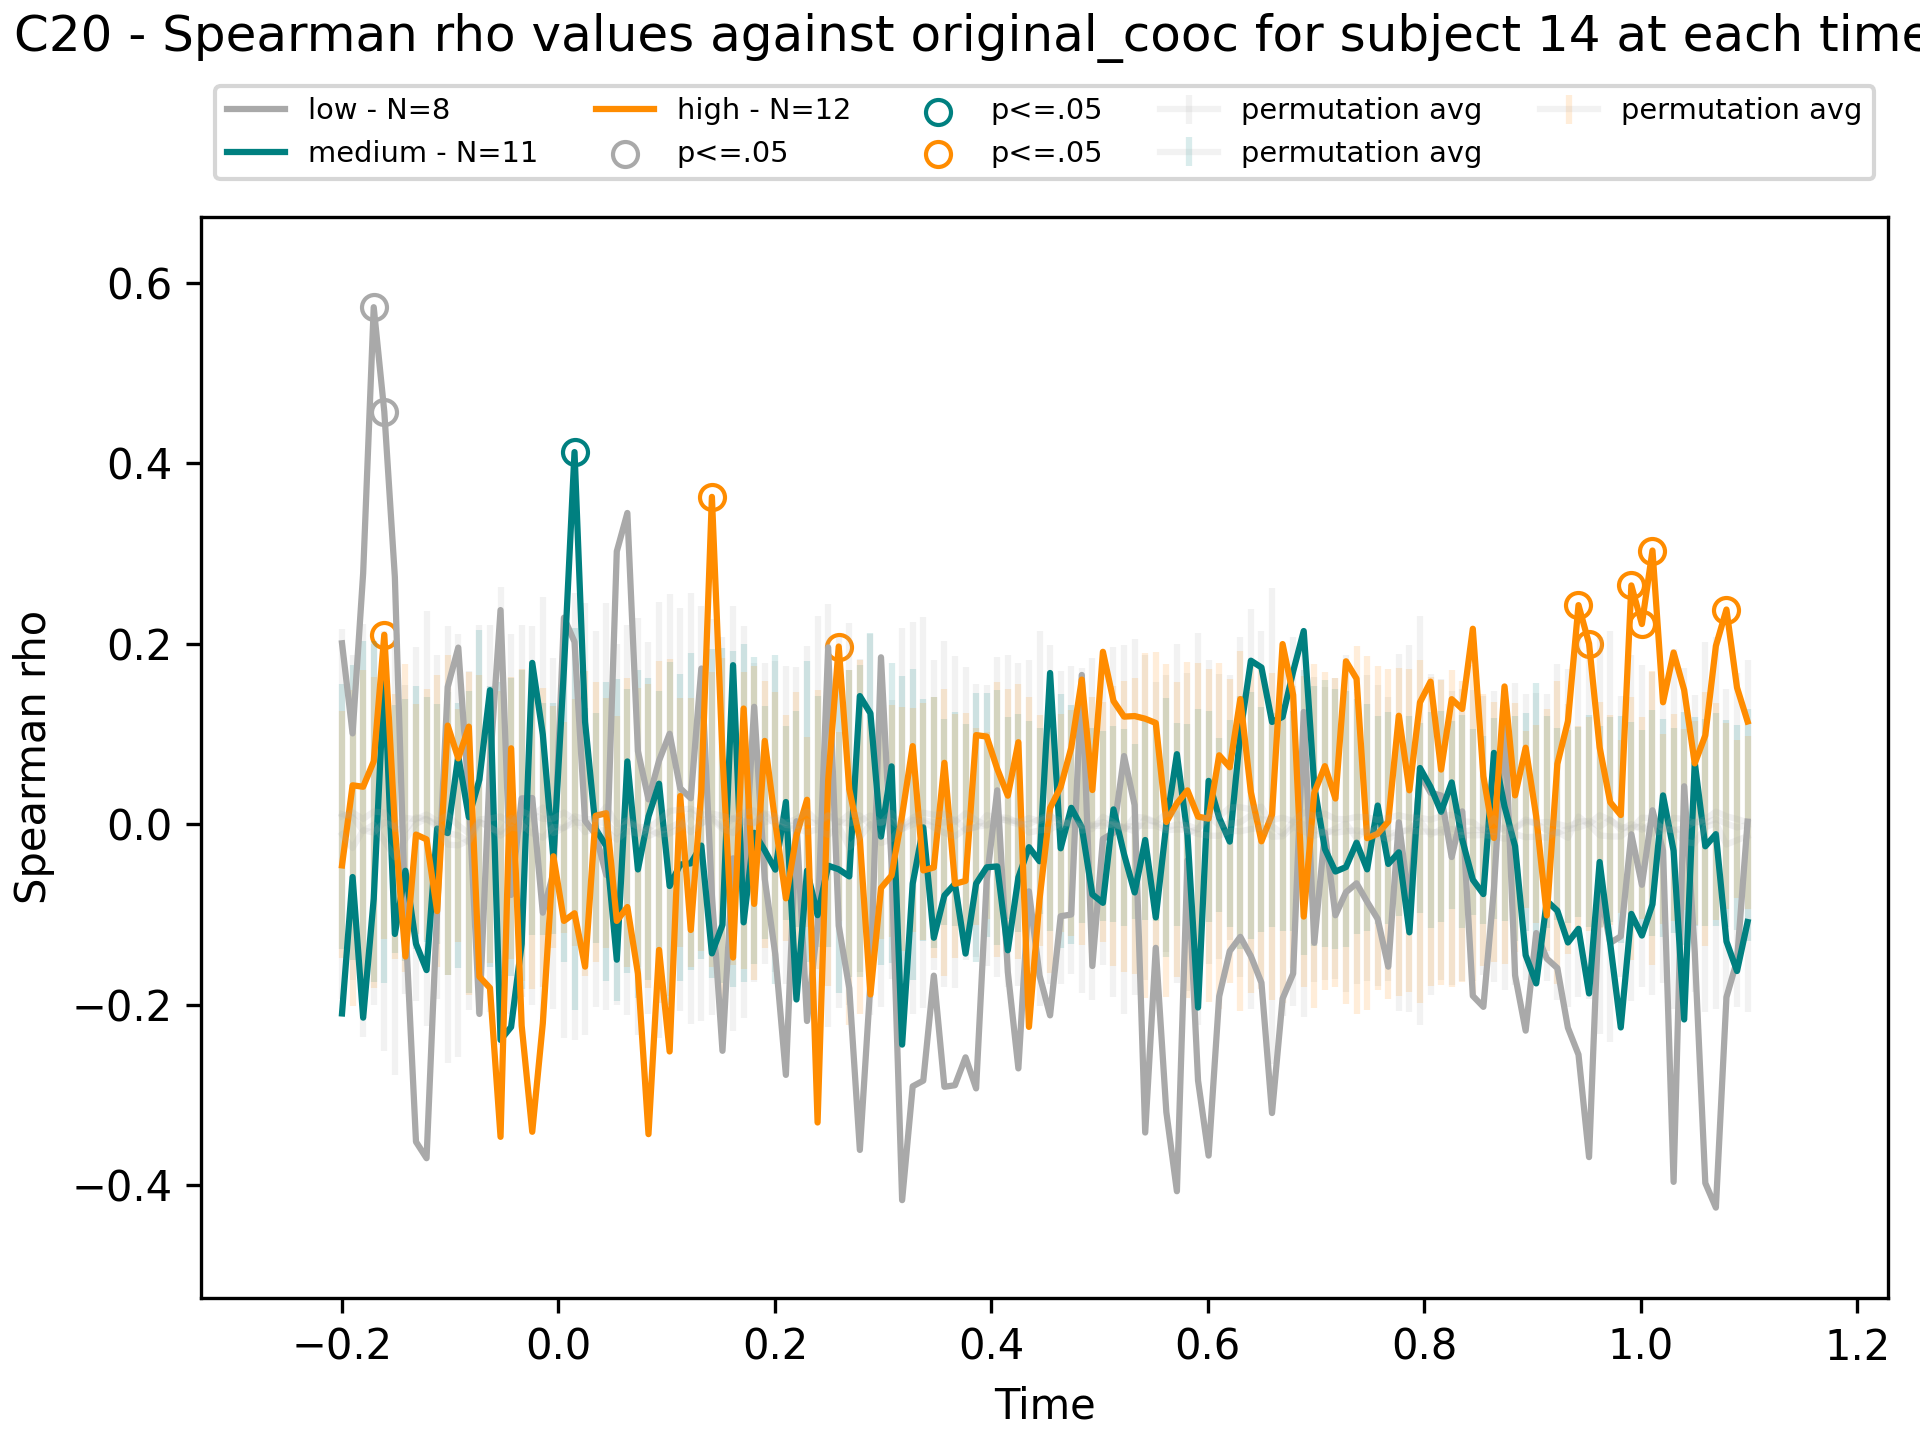 C20 - Spearman rho values against original_cooc for subject 14 at each time
low - N=8
medium - N=11
high - N=12
p<=.05
p<=.05
p<=.05
permutation avg
permutation avg
permutation avg
Spearman rho
0.6
0.4
0.2
0.0
−0.2
−0.4
−0.2 0.0 0.2 0.4 0.6 0.8 1.0 1.2
Time